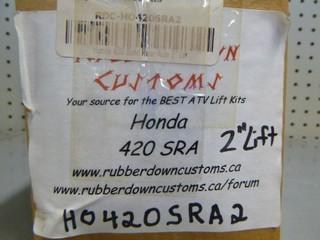 RDC-HO420SRA2
CUSTOMS
Your source for the BEST ATV Lift Kits
Honda
420 SRA
2" Lift
www.rubberdowncustoms.ca
www.rubberdowncustoms.ca/forum
HO420SRA2